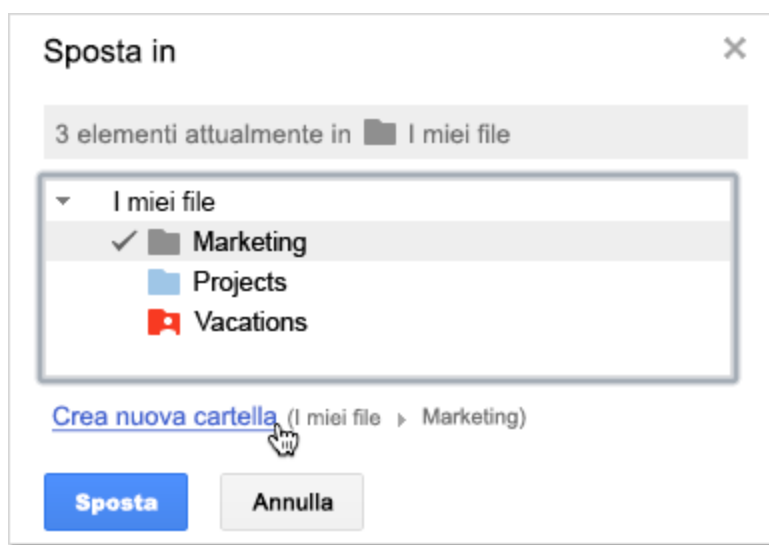 Sposta in
3 elementi attualmente in I miei file
I miei file
Marketing
Projects
Vacations
Crea nuova cartella (I miei file ▸ Marketing)
Sposta Annulla